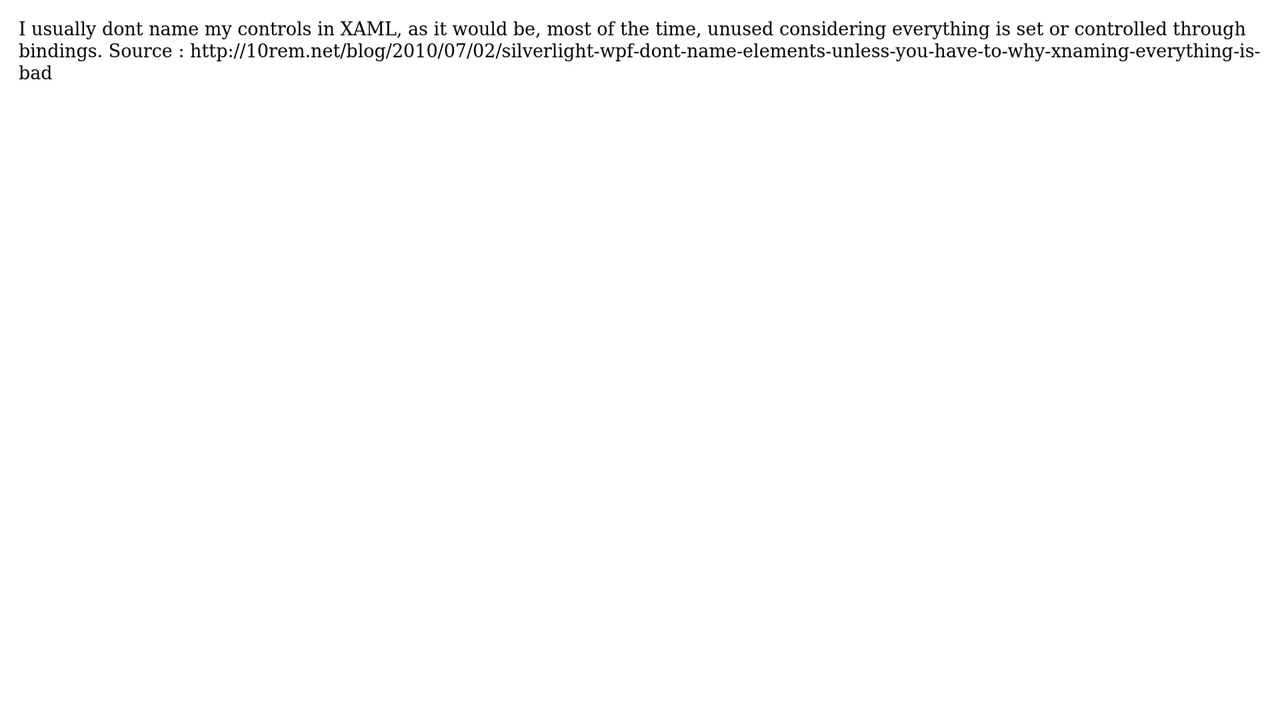 I usually dont name my controls in XAML, as it would be, most of the time, unused considering everything is set or controlled through
bindings. Source : http://10rem.net/blog/2010/07/02/silverlight-wpf-dont-name-elements-unless-you-have-to-why-xnaming-everything-is-
bad